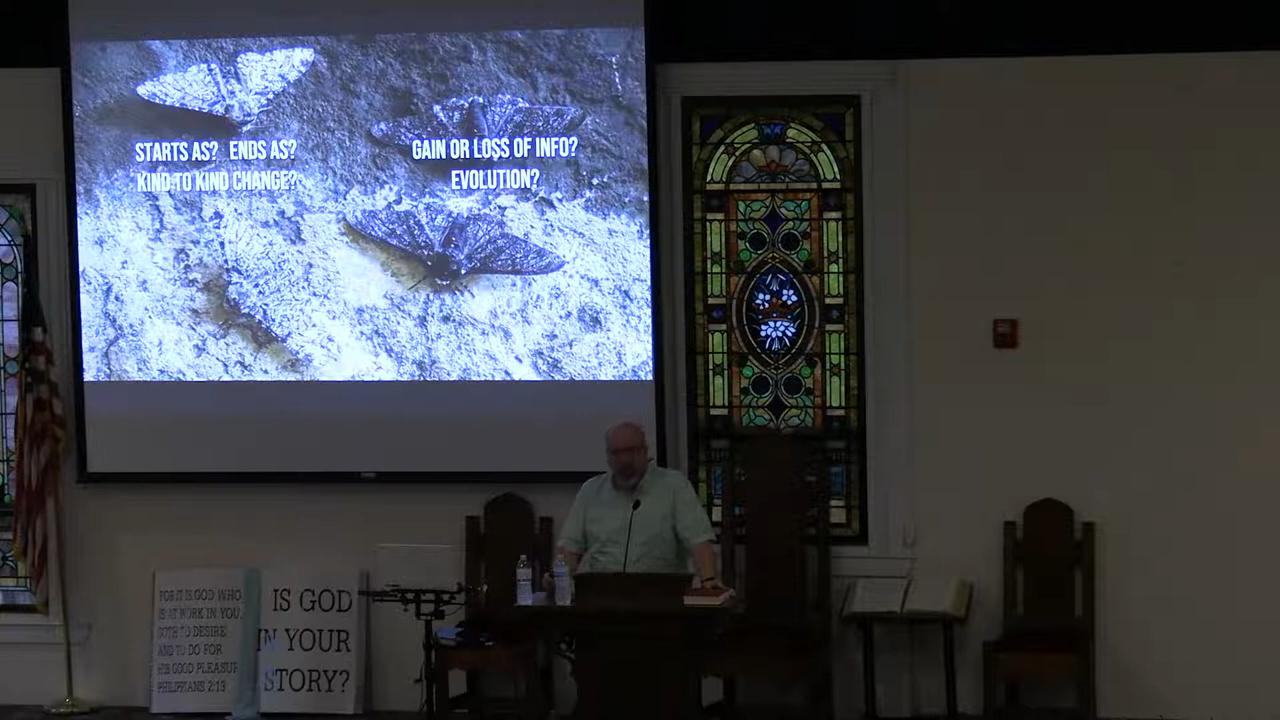 STARTS AS? ENDS AS?
KIND TO KIND CHANGE?
GAIN OR LOSS OF INFO?
EVOLUTION?
FOR IT IS GOD WHO
IS AT WORK IN YOU,
BOTH TO DESIRE
AND TO DO FOR
HIS GOOD PLEASUR
PHILIPPIANS 2:13
IS GOD
IN YOUR
STORY?